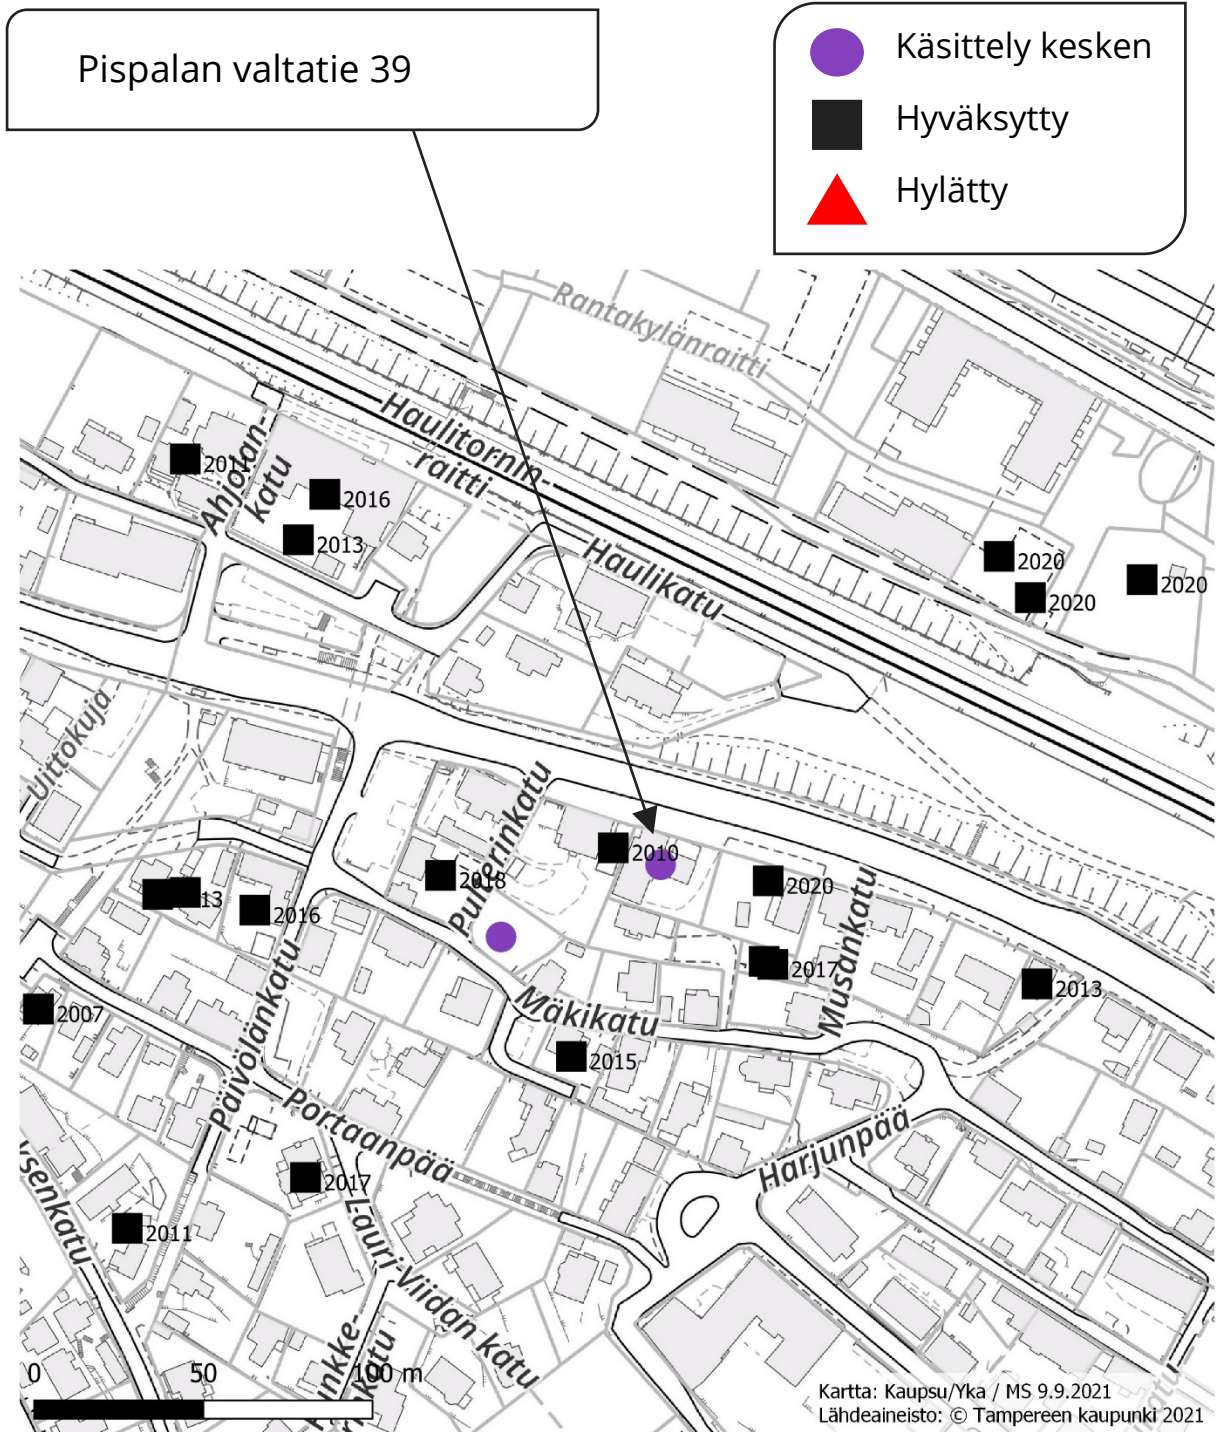 Pispalan valtatie 39
Käsittely kesken
Hyväksytty
Hylätty
Rantakylänraitti
Haulitornin-
raitti
Ahjolan-
katu
2011
2016
2013
Haulikatu
2020
2020
2020
Uittokuja
Pulterinkatu
2010
2018
2020
2013
2016
Musankatu
2017
2013
2007
Mäkikatu
2015
Päivölänkatu
Portaanpää
Harjunpää
2017
2011
Lauri Viidan katu
0 50 100 m
Kartta: Kaupsu/Yka / MS 9.9.2021
Lähdeaineisto: © Tampereen kaupunki 2021